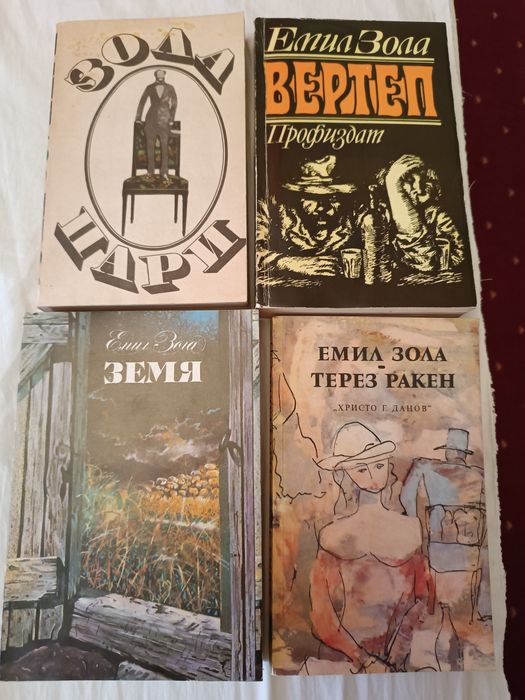 ЗОЛА
ПАРИ
Емил Зола
ВЕРТЕП
Профиздат
Емил Зола
ЗЕМЯ
ЕМИЛ ЗОЛА
-
ТЕРЕЗ РАКЕН
„ХРИСТО Г. ДАНОВ"